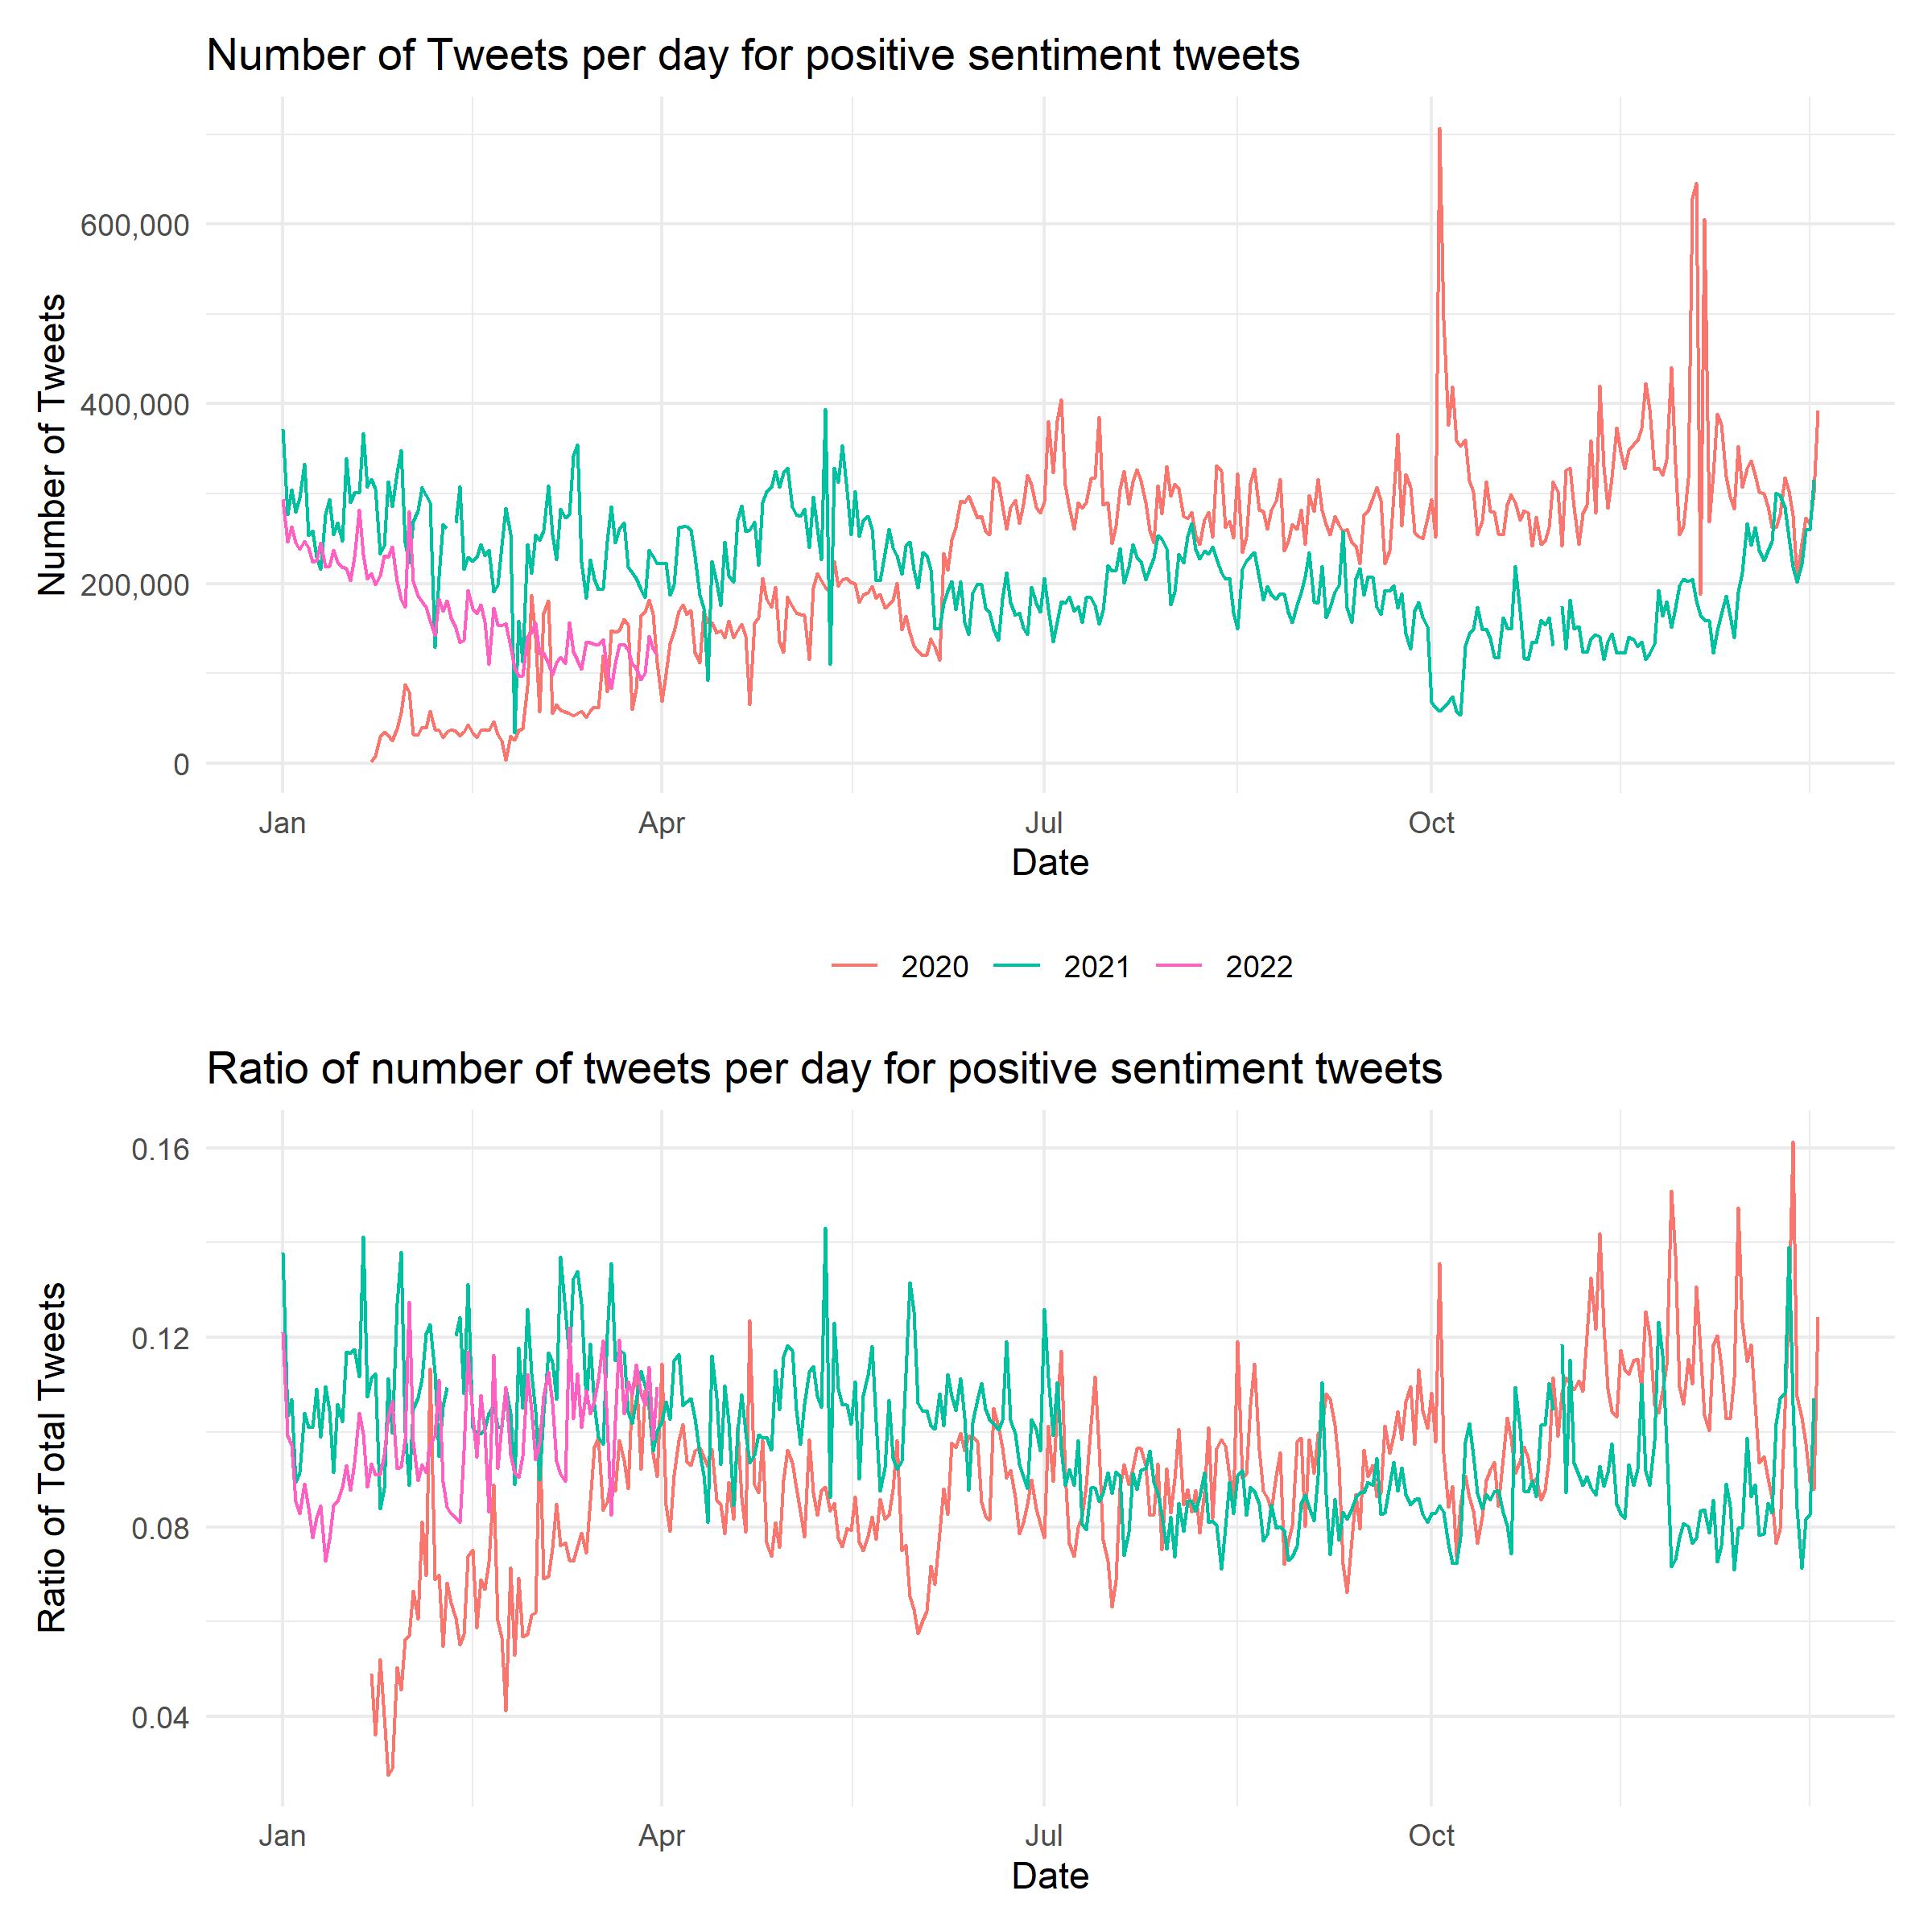 Number of Tweets per day for positive sentiment tweets
Number of Tweets
600,000
400,000
200,000
0
Jan Apr Jul Oct
Date
2020 2021 2022
Ratio of number of tweets per day for positive sentiment tweets
Ratio of Total Tweets
0.16
0.12
0.08
0.04
Jan Apr Jul Oct
Date